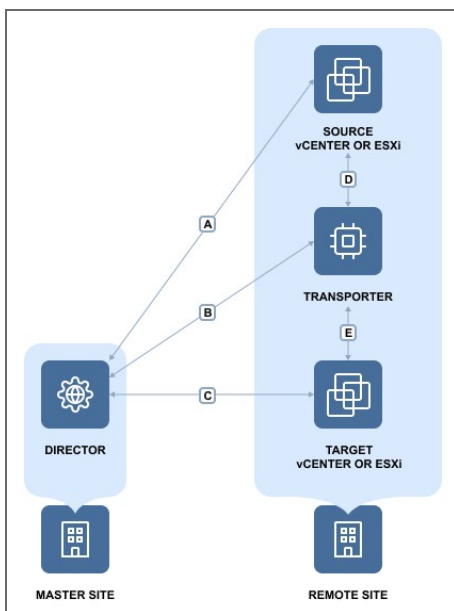 SOURCE
vCENTER OR ESXi
D
A
TRANSPORTER
B
E
C
DIRECTOR
TARGET
vCENTER OR ESXi
MASTER SITE
REMOTE SITE